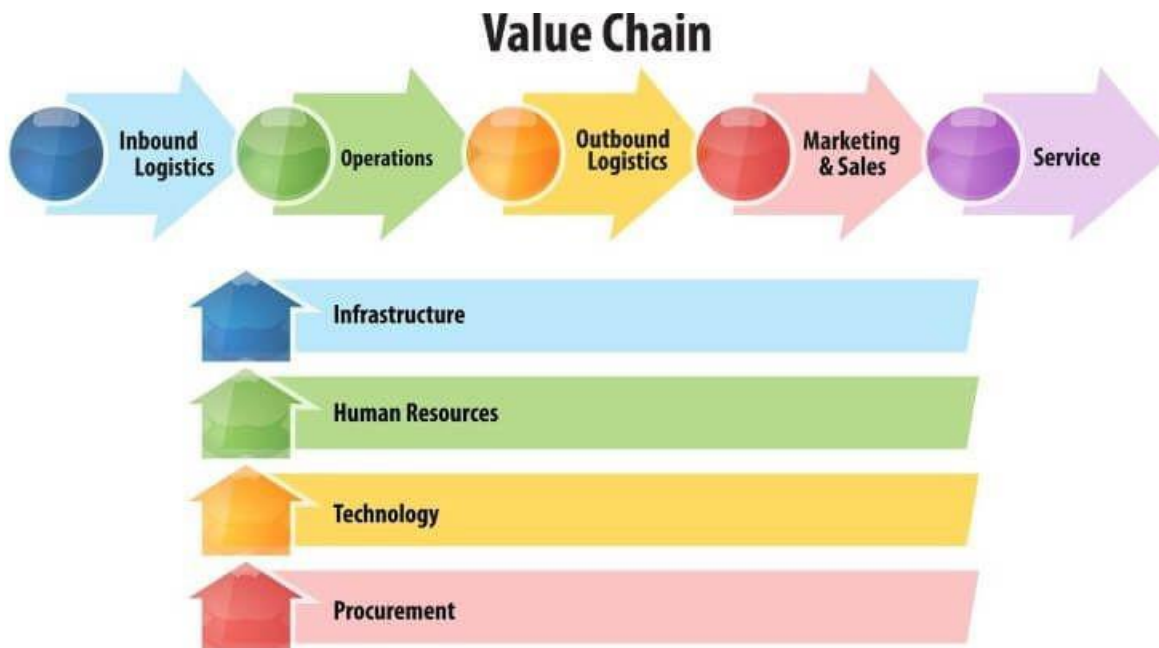 Value Chain
Inbound
Logistics
Operations
Outbound
Logistics
Marketing
& Sales
Service
Infrastructure
Human Resources
Technology
Procurement